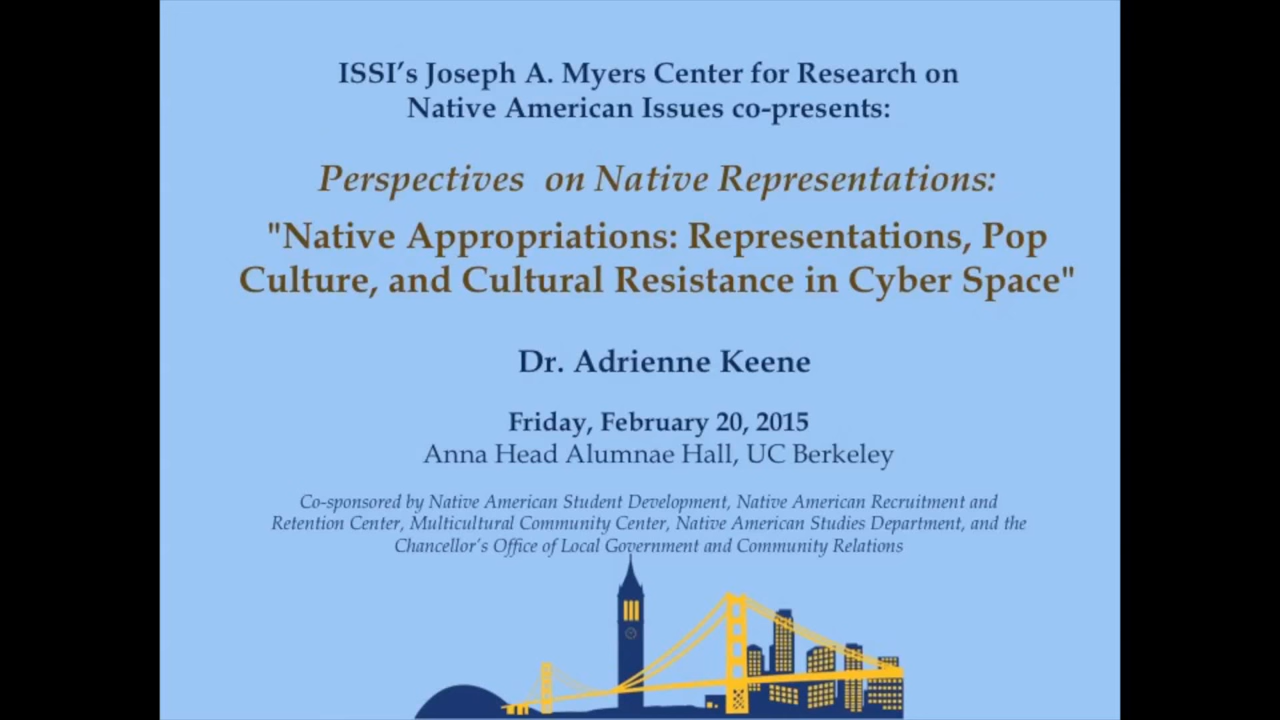 ISSI’s Joseph A. Myers Center for Research on
Native American Issues co-presents:
Perspectives on Native Representations:
"Native Appropriations: Representations, Pop
Culture, and Cultural Resistance in Cyber Space"
Dr. Adrienne Keene
Friday, February 20, 2015
Anna Head Alumnae Hall, UC Berkeley
Co-sponsored by Native American Student Development, Native American Recruitment and
Retention Center, Multicultural Community Center, Native American Studies Department, and the
Chancellor’s Office of Local Government and Community Relations